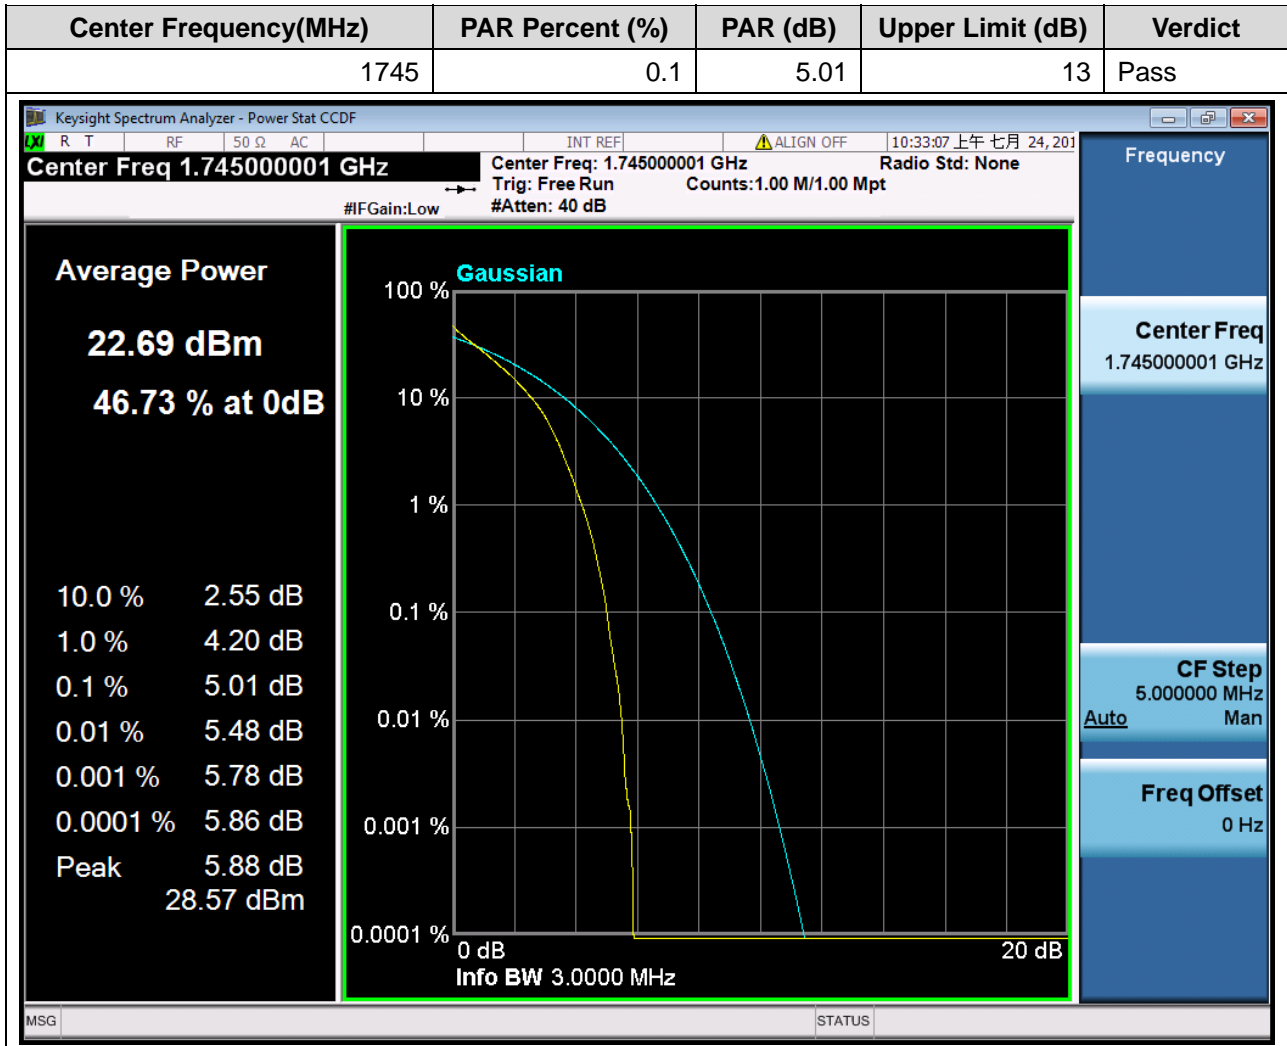 Center Frequency(MHz) PAR Percent (%) PAR (dB) Upper Limit (dB) Verdict
1745 0.1 5.01 13 Pass
Keysight Spectrum Analyzer - Power Stat CCDF
LXI R T RF 50 Ω AC INT REF ALIGN OFF 10:33:07 上午 七月 24, 201
Center Freq 1.745000001 GHz
Center Freq: 1.745000001 GHz Radio Std: None
Trig: Free Run Counts:1.00 M/1.00 Mpt
#IFGain:Low #Atten: 40 dB
Frequency
Average Power
22.69 dBm
46.73 % at 0dB
10.0 % 2.55 dB
1.0 % 4.20 dB
0.1 % 5.01 dB
0.01 % 5.48 dB
0.001 % 5.78 dB
0.0001 % 5.86 dB
Peak 5.88 dB
28.57 dBm
Gaussian
100 %
10 %
1 %
0.1 %
0.01 %
0.001 %
0.0001 %
0 dB 20 dB
Info BW 3.0000 MHz
Center Freq
1.745000001 GHz
CF Step
5.000000 MHz
Auto Man
Freq Offset
0 Hz
MSG STATUS